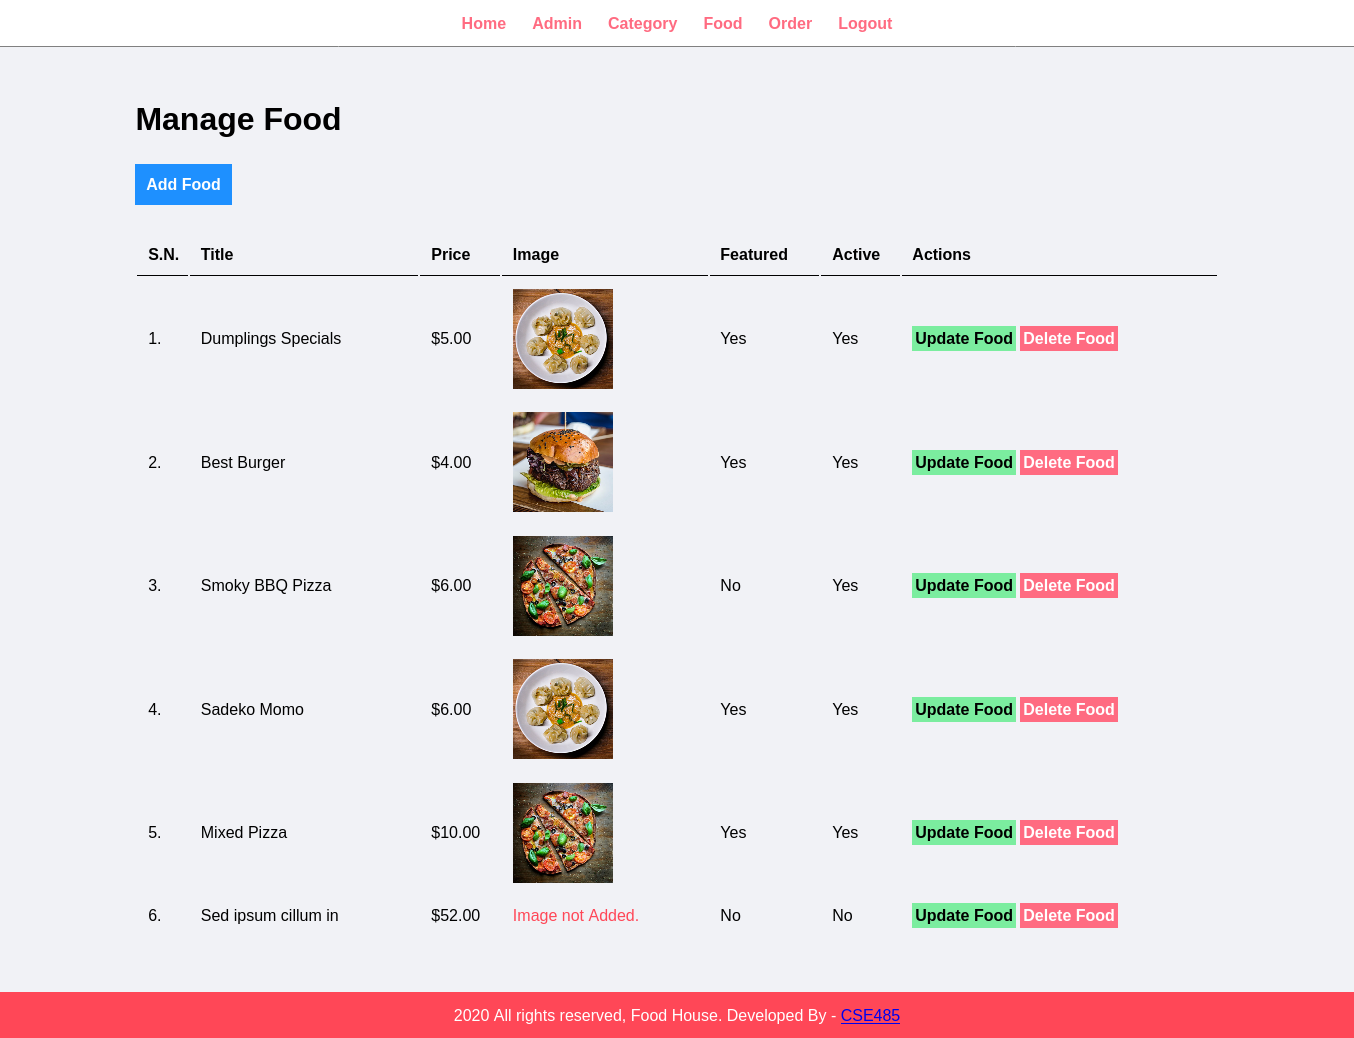 Home Admin Category Food Order Logout
Manage Food
Add Food
S.N. Title Price Image Featured Active Actions
1. Dumplings Specials $5.00 Yes Yes Update Food Delete Food
2. Best Burger $4.00 Yes Yes Update Food Delete Food
3. Smoky BBQ Pizza $6.00 No Yes Update Food Delete Food
4. Sadeko Momo $6.00 Yes Yes Update Food Delete Food
5. Mixed Pizza $10.00 Yes Yes Update Food Delete Food
6. Sed ipsum cillum in $52.00 Image not Added. No No Update Food Delete Food
2020 All rights reserved, Food House. Developed By - CSE485